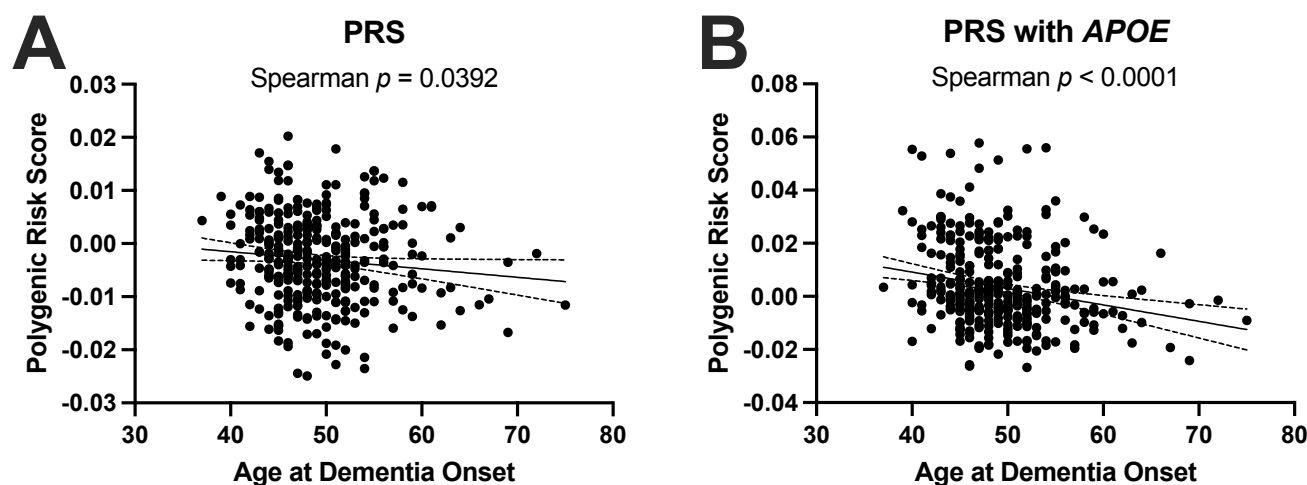 A
PRS
Spearman p = 0.0392
0.03
0.02
0.01
0.00
-0.01
-0.02
-0.03
30 40 50 60 70 80
Polygenic Risk Score
Age at Dementia Onset
B
PRS with APOE
Spearman p < 0.0001
0.08
0.06
0.04
0.02
0.00
-0.02
-0.04
30 40 50 60 70 80
Polygenic Risk Score
Age at Dementia Onset